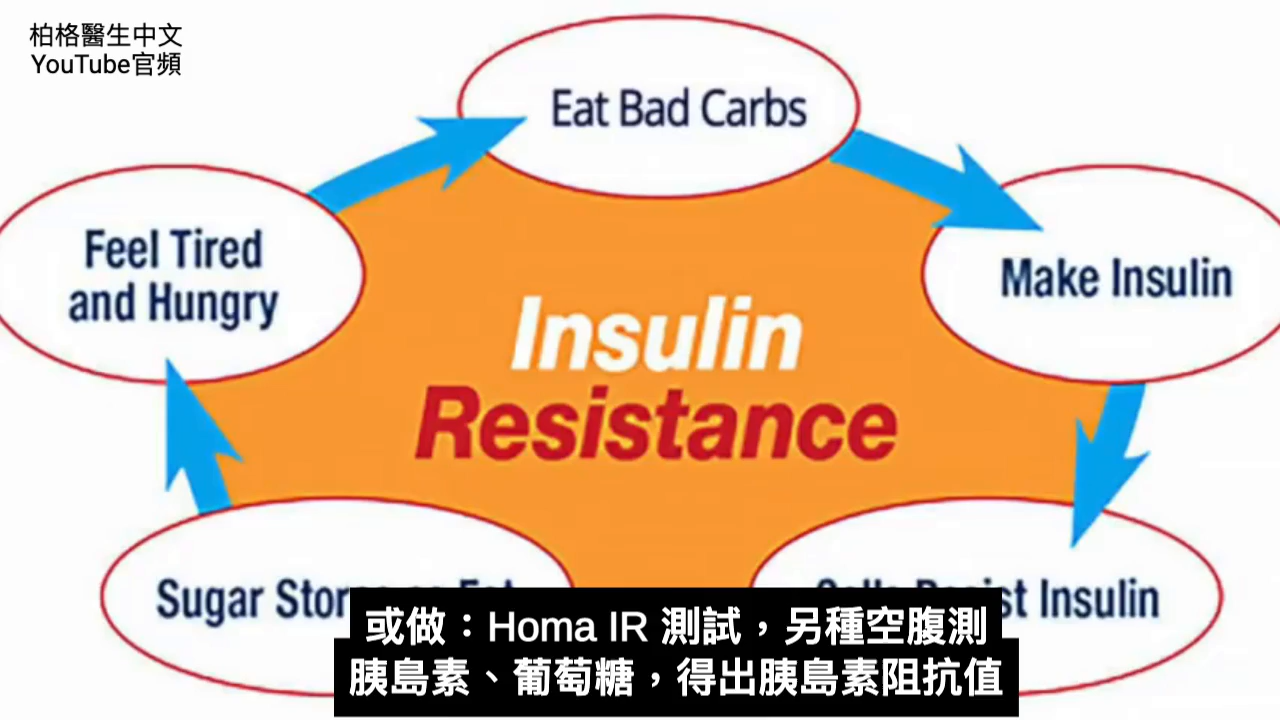 柏格醫生中文
YouTube官頻
Eat Bad Carbs
Feel Tired
and Hungry
Make Insulin
Insulin
Resistance
Sugar
Insulin
或做：Homa IR 測試，另種空腹測
胰島素、葡萄糖，得出胰島素阻抗值